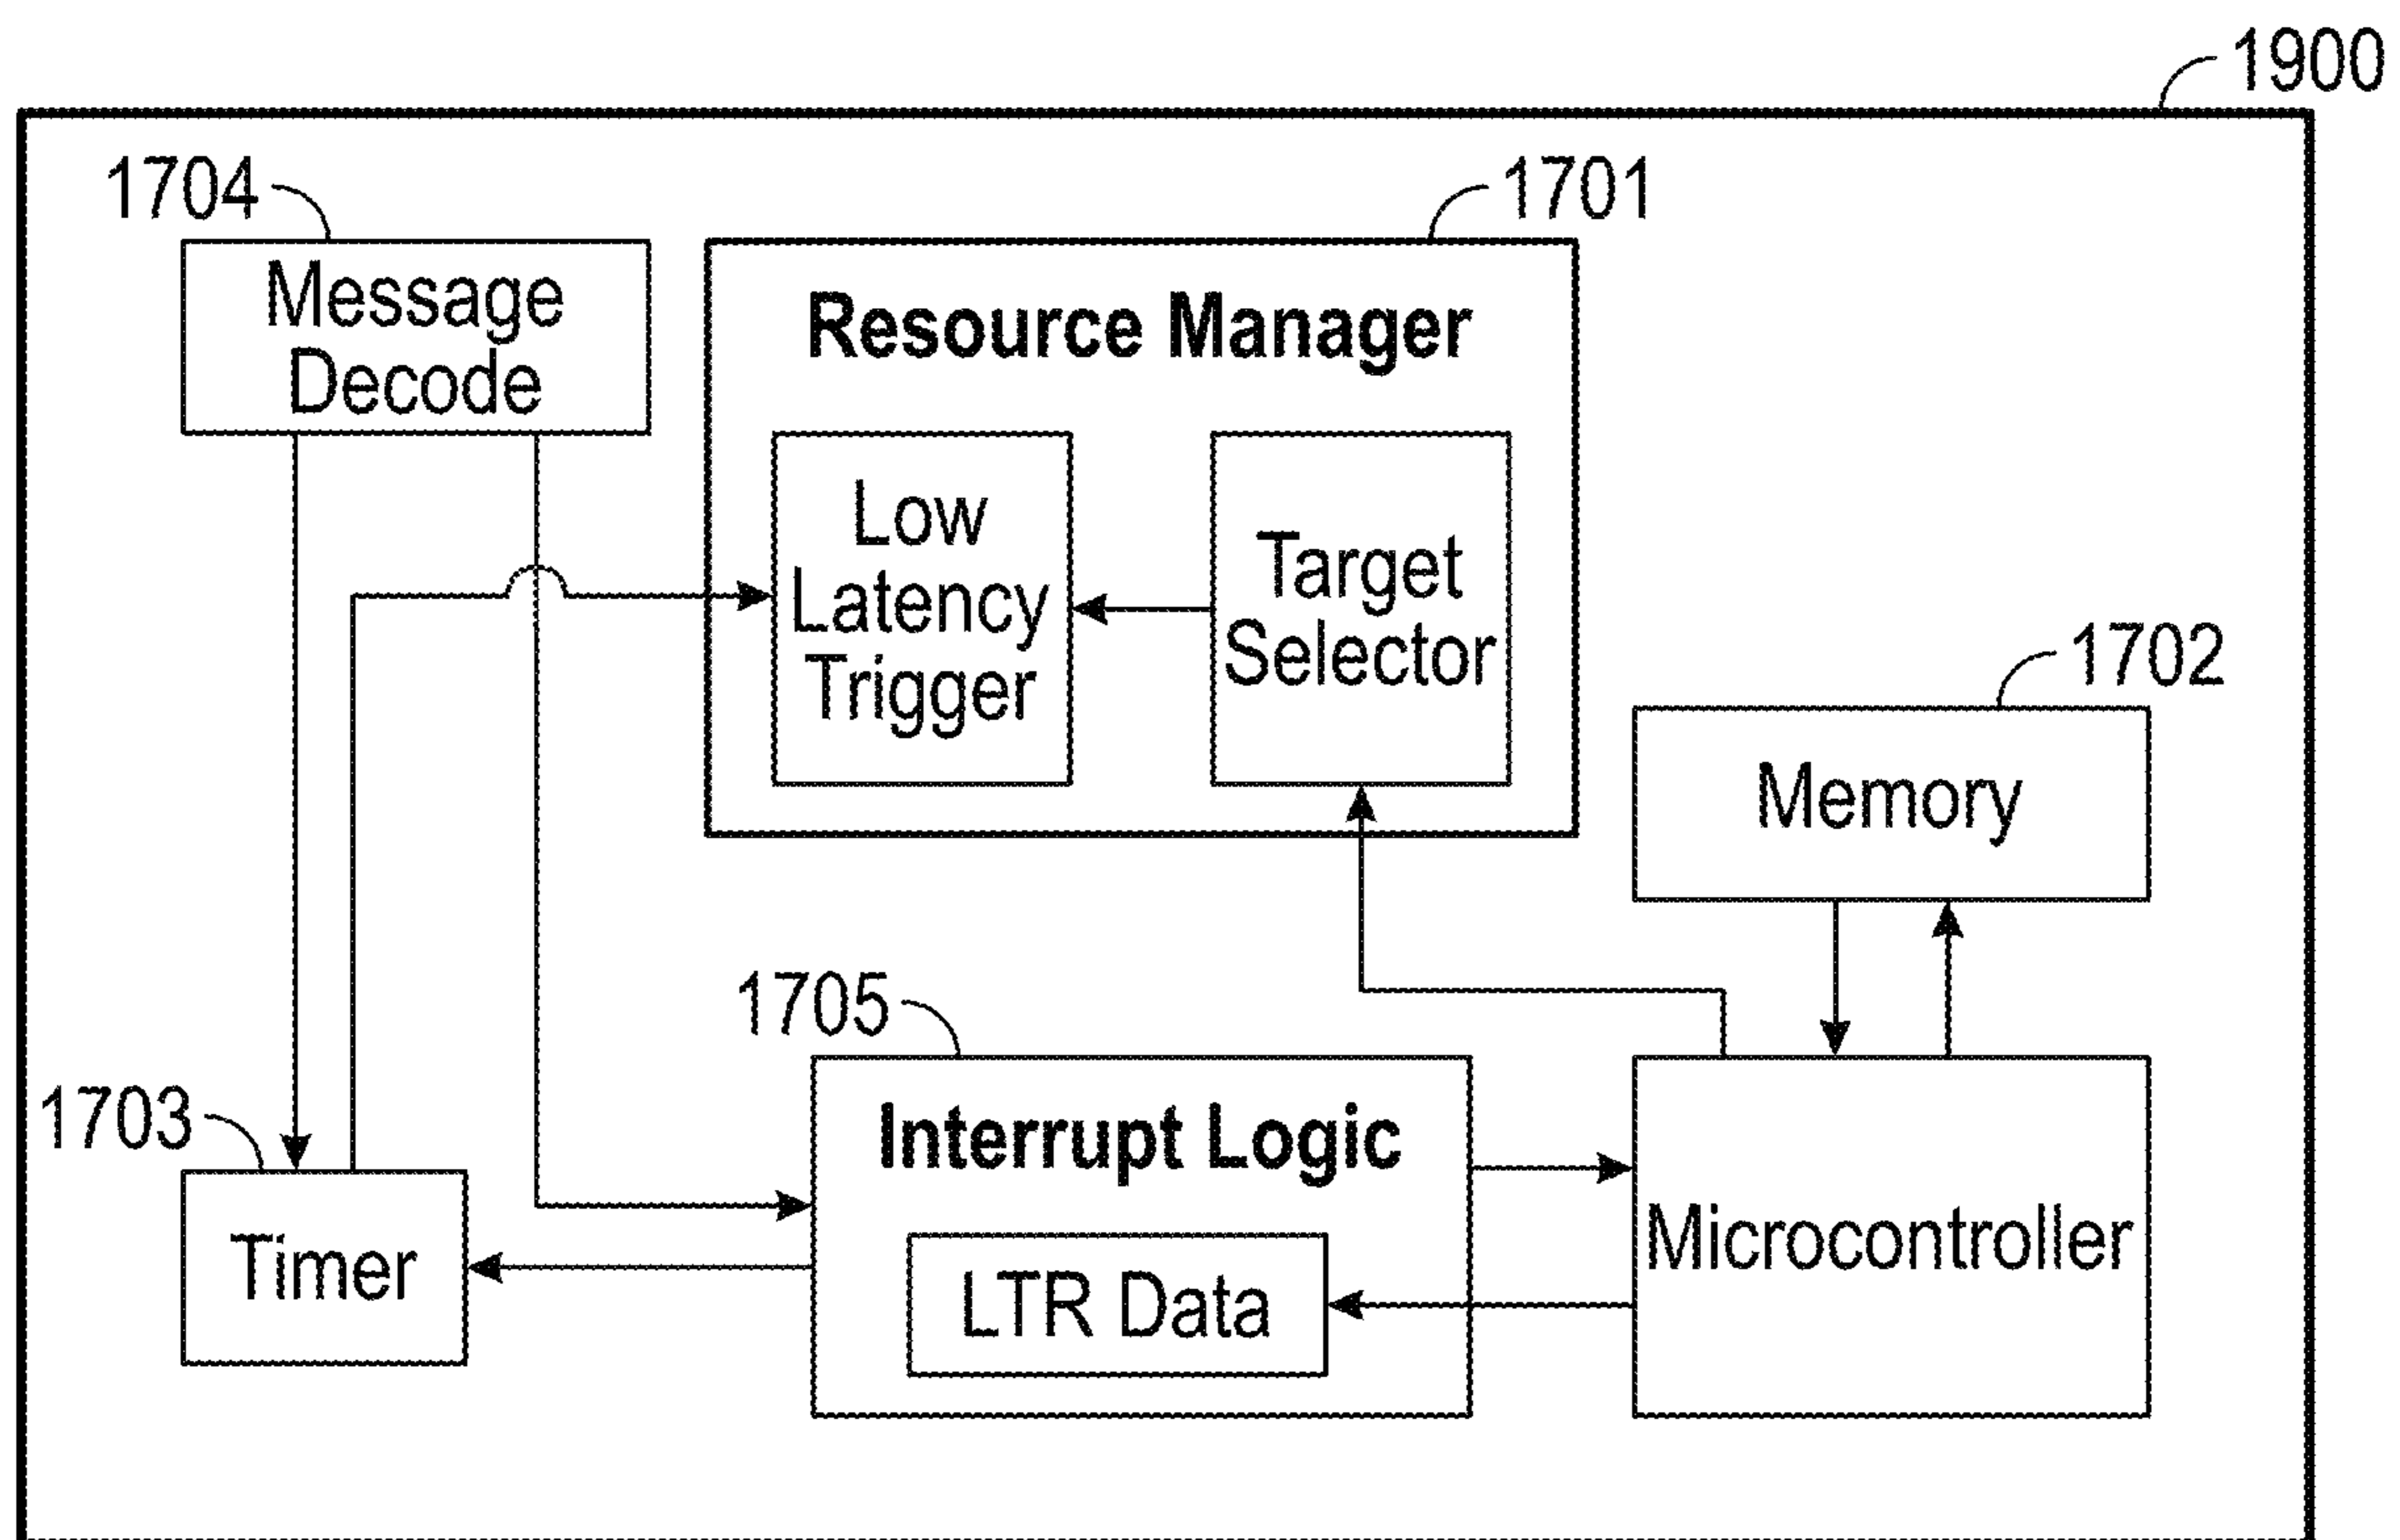 1900
1704
1701
Message
Decode
Resource Manager
Low
Latency
Trigger
Target
Selector
1702
Memory
1705
1703
Interrupt Logic
Timer
LTR Data
Microcontroller